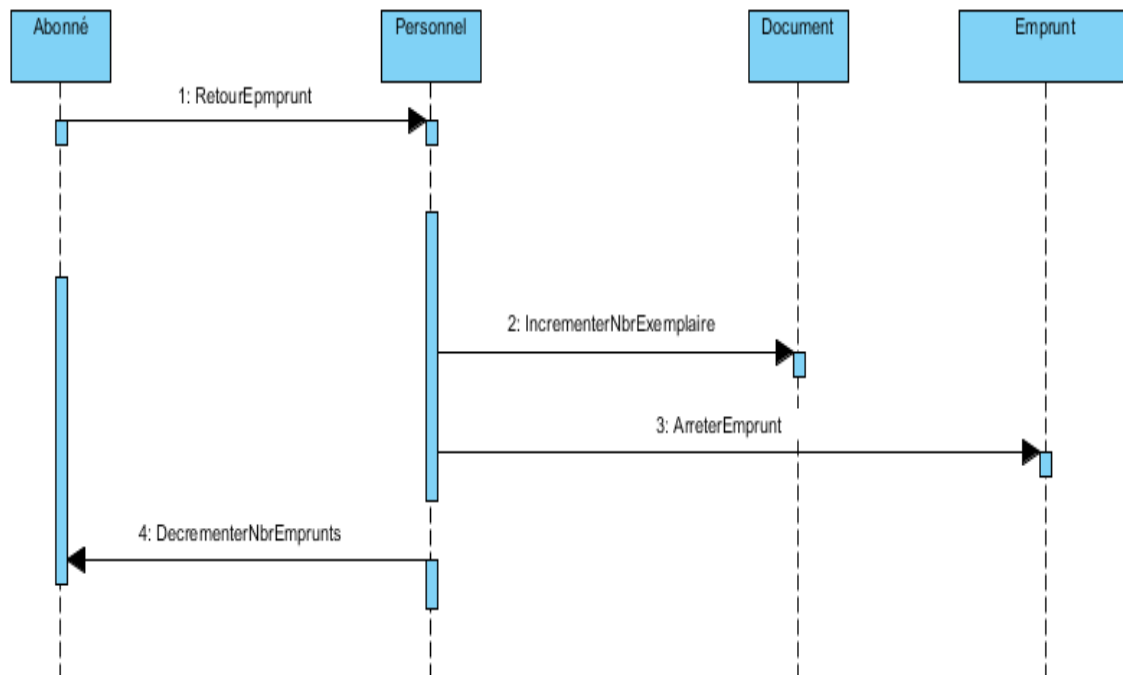 Abonné
Personnel
Document
Emprunt
1: RetourEpmprunt
2: IncrementerNbrExemplaire
3: ArreterEmprunt
4: DecrementerNbrEmprunts